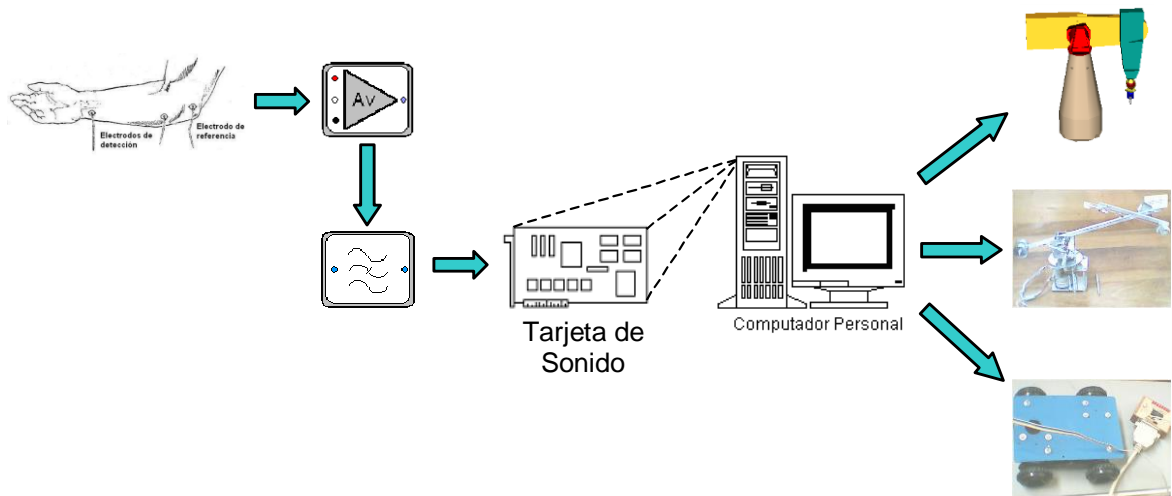 Electrodos de
detección
Electrodo de
referencia
Av
Tarjeta de
Sonido
Computador Personal